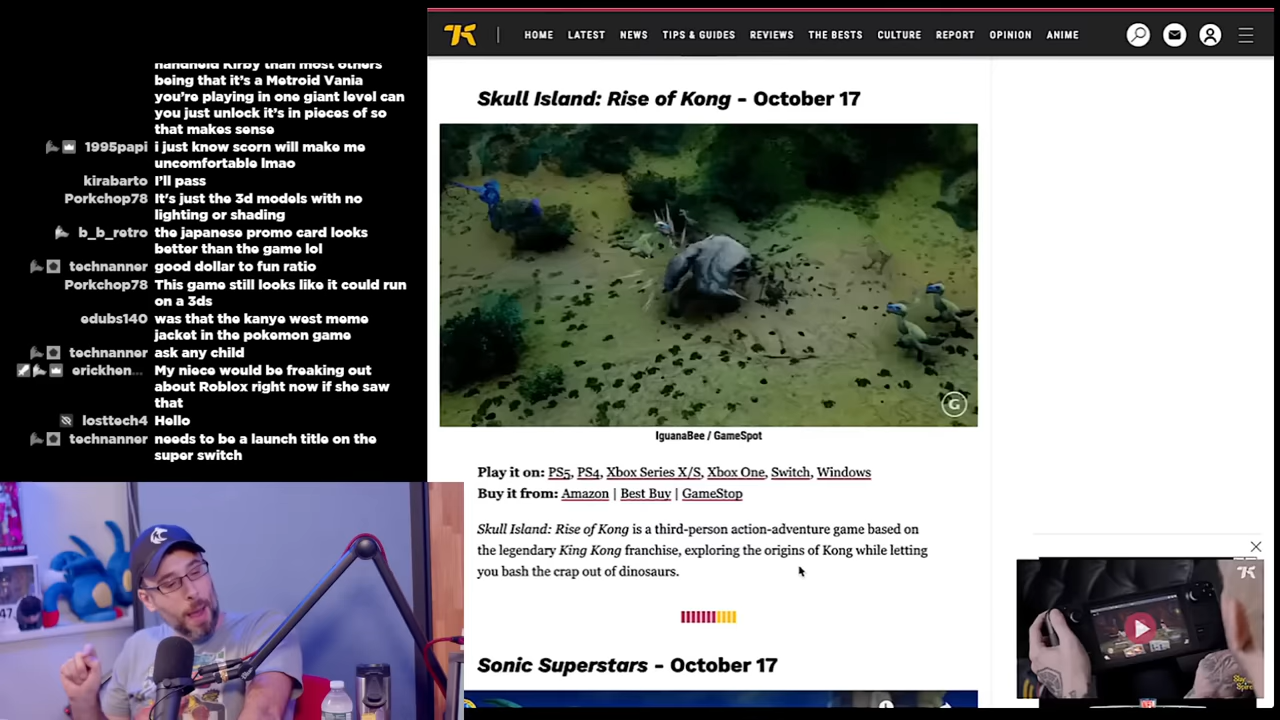 handheld Kirby than most others
being that it's a Metroid Vania
you're playing in one giant level can
you just unlock it's in pieces of so
that makes sense
1995papi i just know scorn will make me
uncomfortable lmao
kirabarto I'll pass
Porkchop78 It's just the 3d models with no
lighting or shading
b_b_retro the japanese promo card looks
better than the game lol
technanner good dollar to fun ratio
Porkchop78 This game still looks like it could run
on a 3ds
edubs140 was that the kanye west meme
jacket in the pokemon game
technanner ask any child
erickhen... My niece would be freaking out
about Roblox right now if she saw
that
losttech4 Hello
technanner needs to be a launch title on the
super switch
47
K
HOME LATEST NEWS TIPS & GUIDES REVIEWS THE BESTS CULTURE REPORT OPINION ANIME
Skull Island: Rise of Kong - October 17
G
IguanaBee / GameSpot
Play it on: PS5, PS4, Xbox Series X/S, Xbox One, Switch, Windows
Buy it from: Amazon | Best Buy | GameStop
Skull Island: Rise of Kong is a third-person action-adventure game based on
the legendary King Kong franchise, exploring the origins of Kong while letting
you bash the crap out of dinosaurs.
Sonic Superstars - October 17
K
Slay
Spire